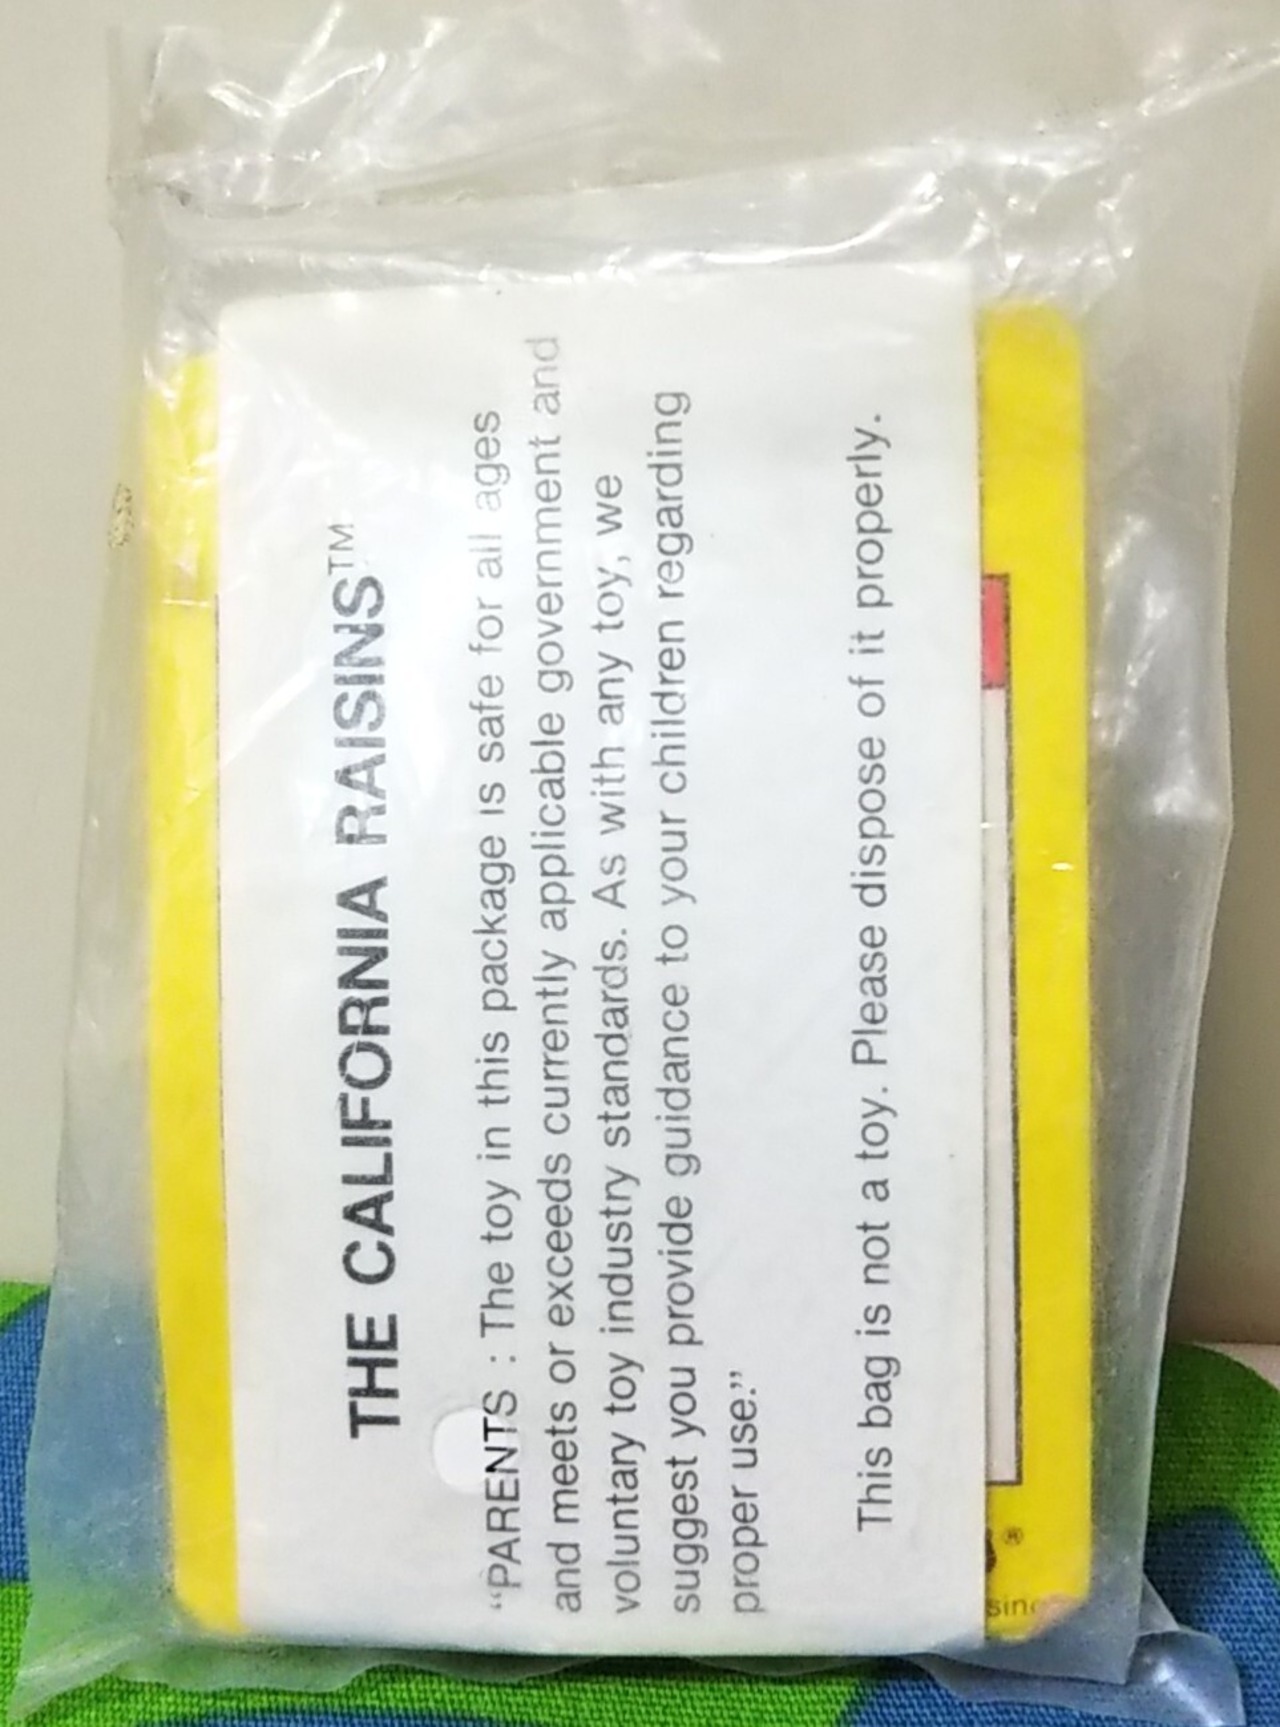 THE CALIFORNIA RAISINS™
“PARENTS : The toy in this package is safe for all ages
and meets or exceeds currently applicable government and
voluntary toy industry standards. As with any toy, we
suggest you provide guidance to your children regarding
proper use.”
This bag is not a toy. Please dispose of it properly.
®